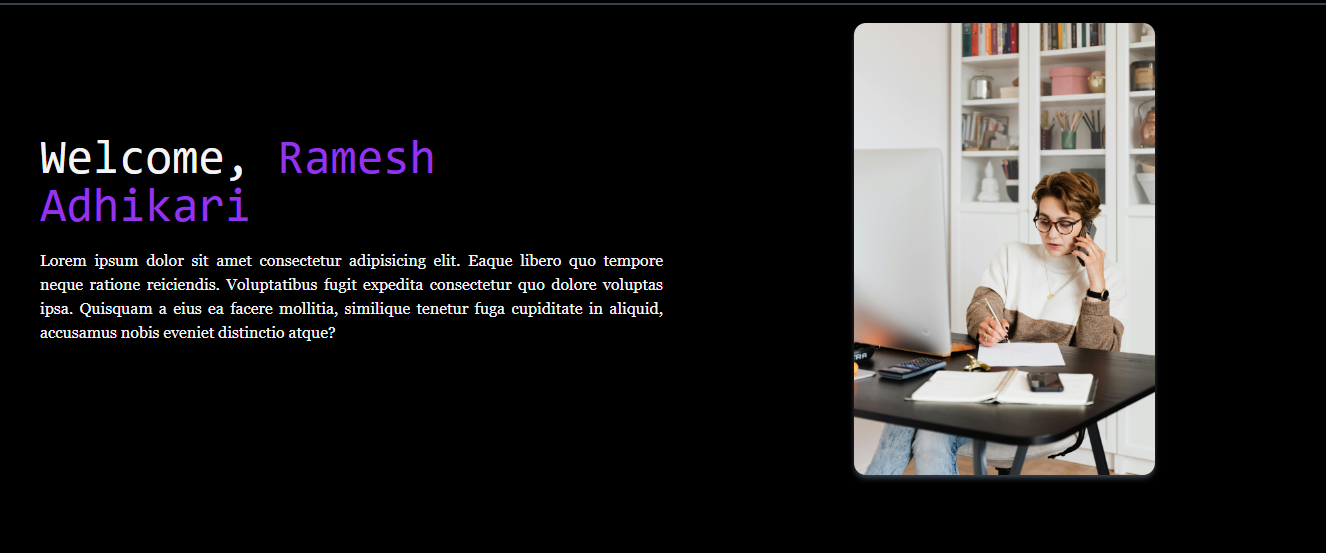 Welcome, Ramesh
Adhikari
Lorem ipsum dolor sit amet consectetur adipisicing elit. Eaque libero quo tempore
neque ratione reiciendis. Voluptatibus fugit expedita consectetur quo dolore voluptas
ipsa. Quisquam a eius ea facere mollitia, similique tenetur fuga cupiditate in aliquid,
accusamus nobis eveniet distinctio atque?